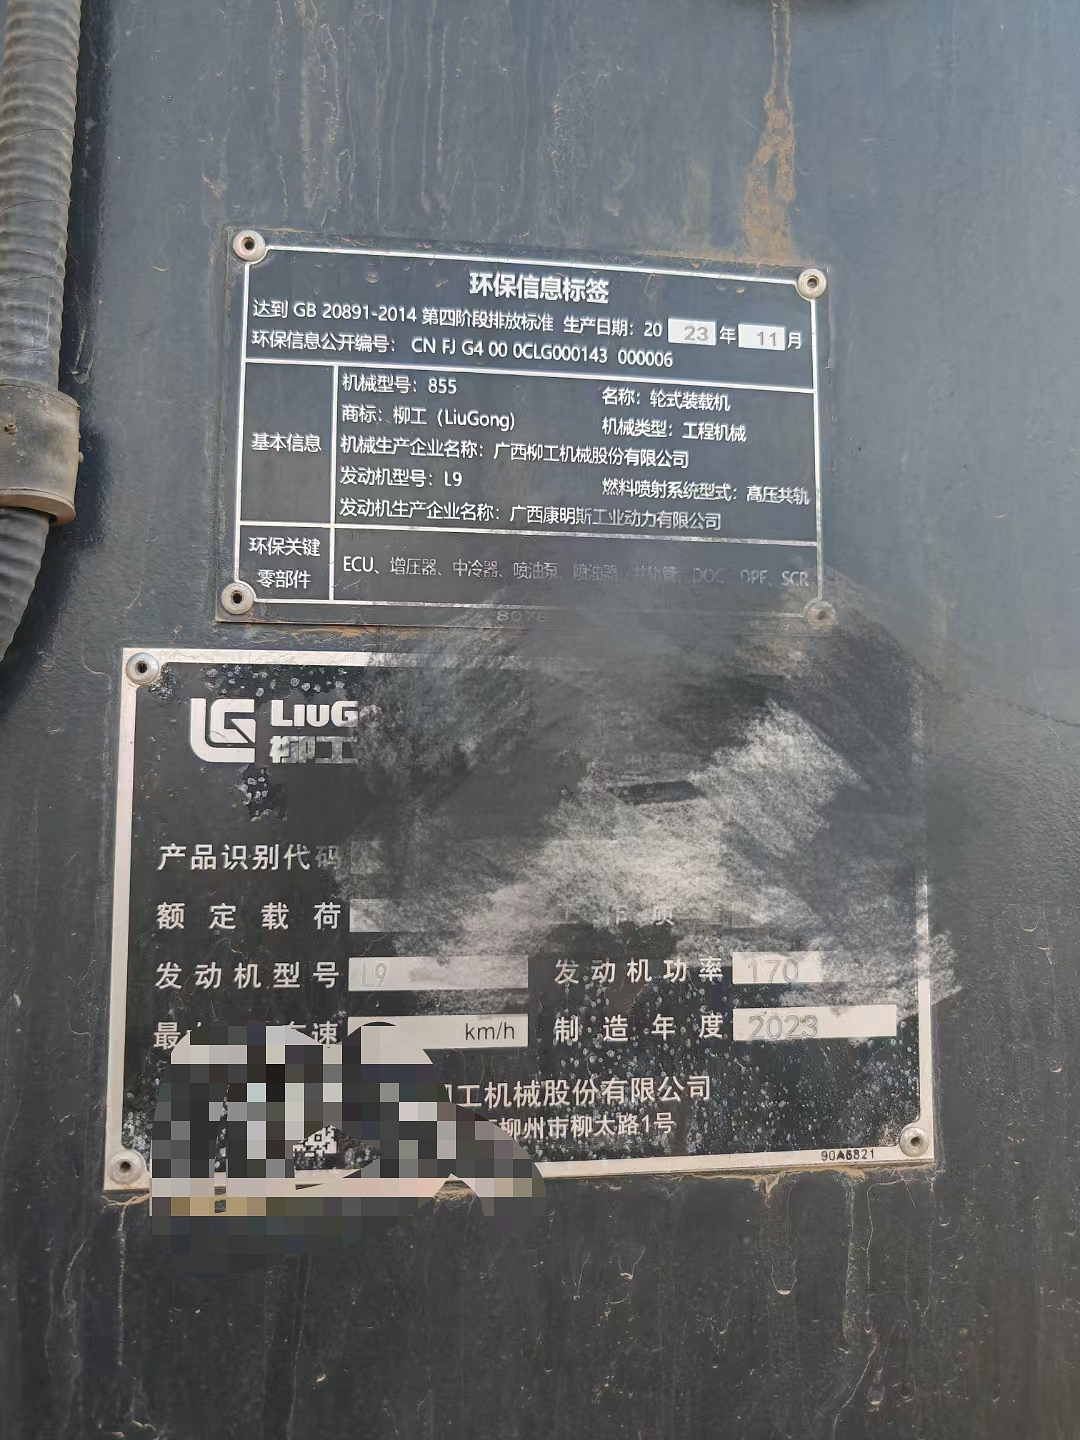 环保信息标签
达到 GB 20891-2014 第四阶段排放标准 生产日期：20 23 年 11 月
环保信息公开编号： CN FJ G4 00 0CLG000143 000006
基本信息
机械型号：855 名称：轮式装载机
商标：柳工（LiuGong） 机械类型：工程机械
机械生产企业名称：广西柳工机械股份有限公司
发动机型号：L9 燃料喷射系统型式：高压共轨
发动机生产企业名称：广西康明斯工业动力有限公司
环保关键零部件
ECU、增压器、中冷器、喷油泵、喷油器、共轨管、DOC、DPF、SCR
LIUG
柳工
产品识别代码
额定载荷
发动机型号 L9 发动机功率 170
速 km/h 制造年度 2023
工机械股份有限公司
柳州市柳太路1号
90A6821